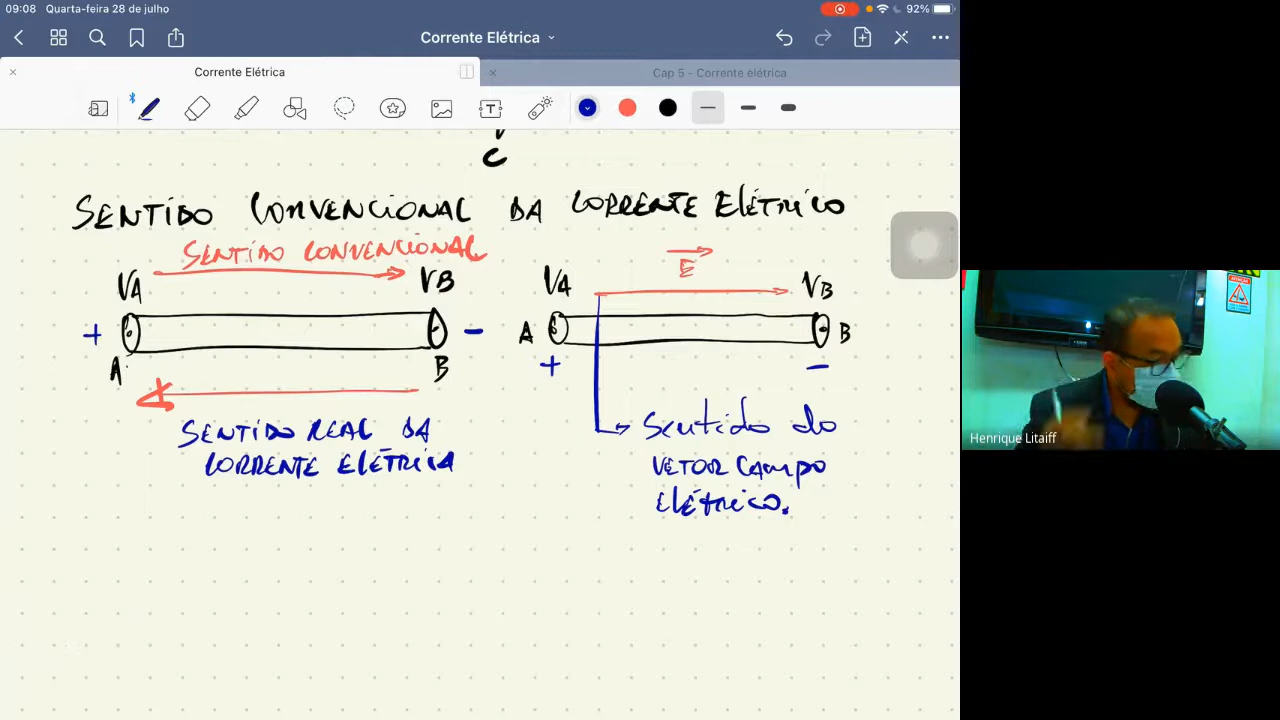 09:08 Quarta-feira 28 de julho
92%
Corrente Elétrica
Corrente Elétrica
Cap 5 - Corrente elétrica
C
SENTIDO CONVENCIONAL DA CORRENTE ELÉTRICO
SENTIDO CONVENCIONAL
E
VA
VB
VA
VB
+
-
A
B
A
B
+
-
SENTIDO REAL DA
CORRENTE ELÉTRICA
Sentido do
VETOR CAMPO
ELÉTRICO.
Henrique Litaiff